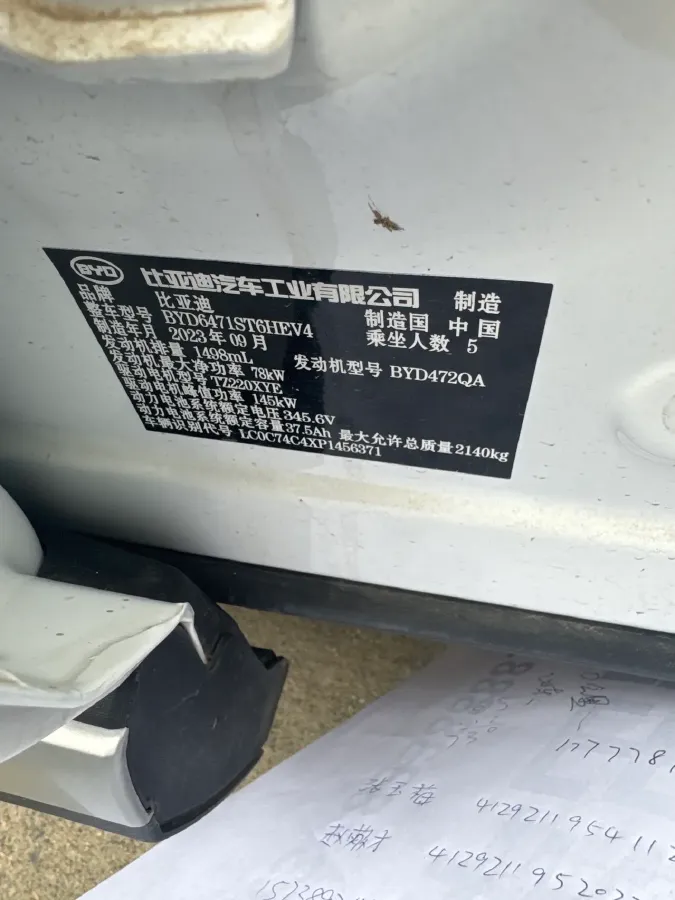 BYD 比亚迪汽车工业有限公司 制造
品牌 比亚迪 制造国 中国
整车型号 BYD6471ST6HEV4 乘坐人数 5
制造年月 2023年09月
发动机排量 1498mL 发动机型号 BYD472QA
发动机最大净功率 78kW
驱动电机型号 TZ220XYE
驱动电机峰值功率 145kW
动力电池系统额定电压 345.6V
动力电池系统额定容量 37.5Ah 最大允许总质量 2140kg
车辆识别代号 LC0C74C4XP1456371
177778
412921195411
412921195202